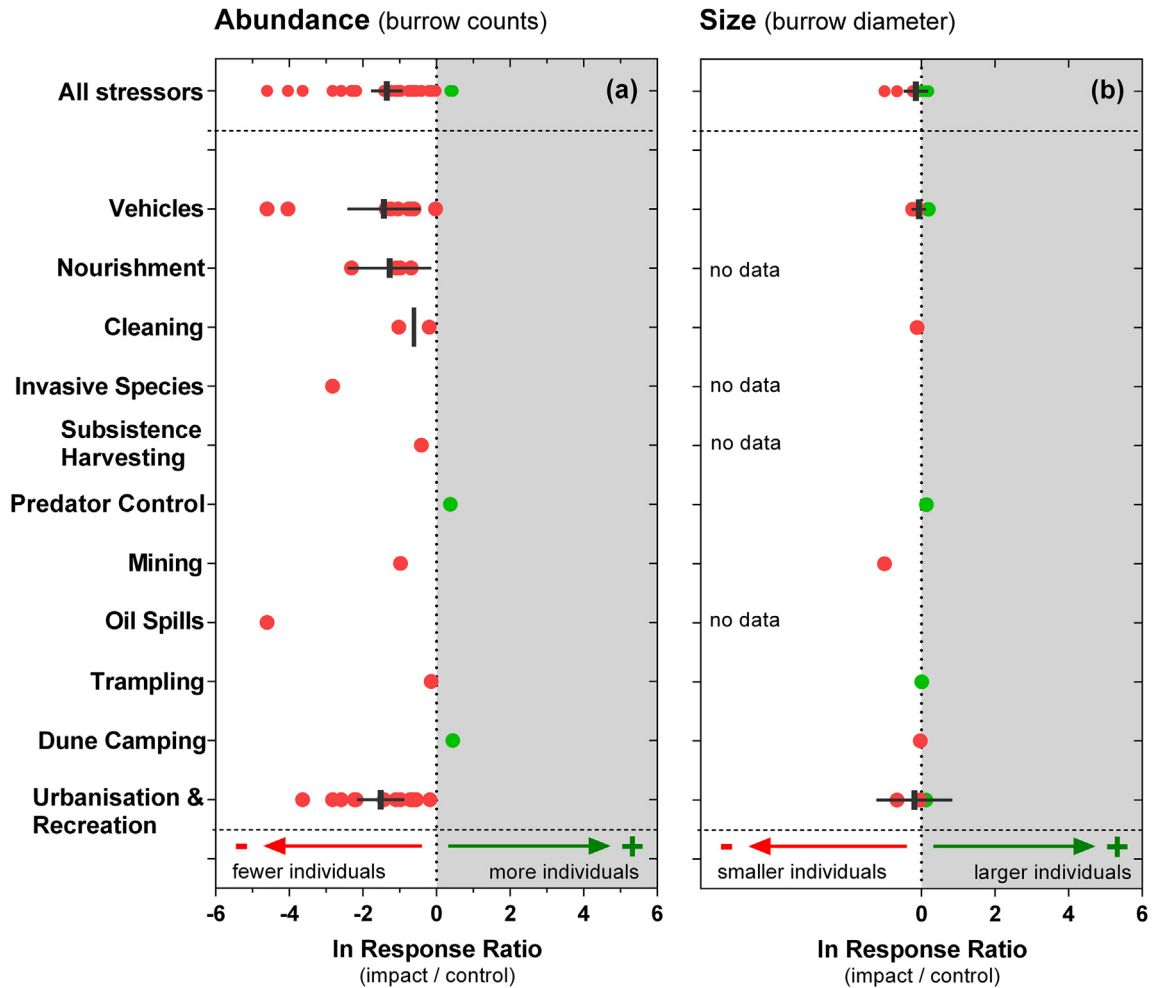 Abundance (burrow counts)
Size (burrow diameter)
All stressors
(a)
(b)
Vehicles
Nourishment
no data
Cleaning
Invasive Species
no data
Subsistence
Harvesting
no data
Predator Control
Mining
Oil Spills
no data
Trampling
Dune Camping
Urbanisation &
Recreation
- +
fewer individuals
more individuals
- +
smaller individuals
larger individuals
-6 -4 -2 0 2 4 6
0 2 4 6
ln Response Ratio
(impact / control)
ln Response Ratio
(impact / control)